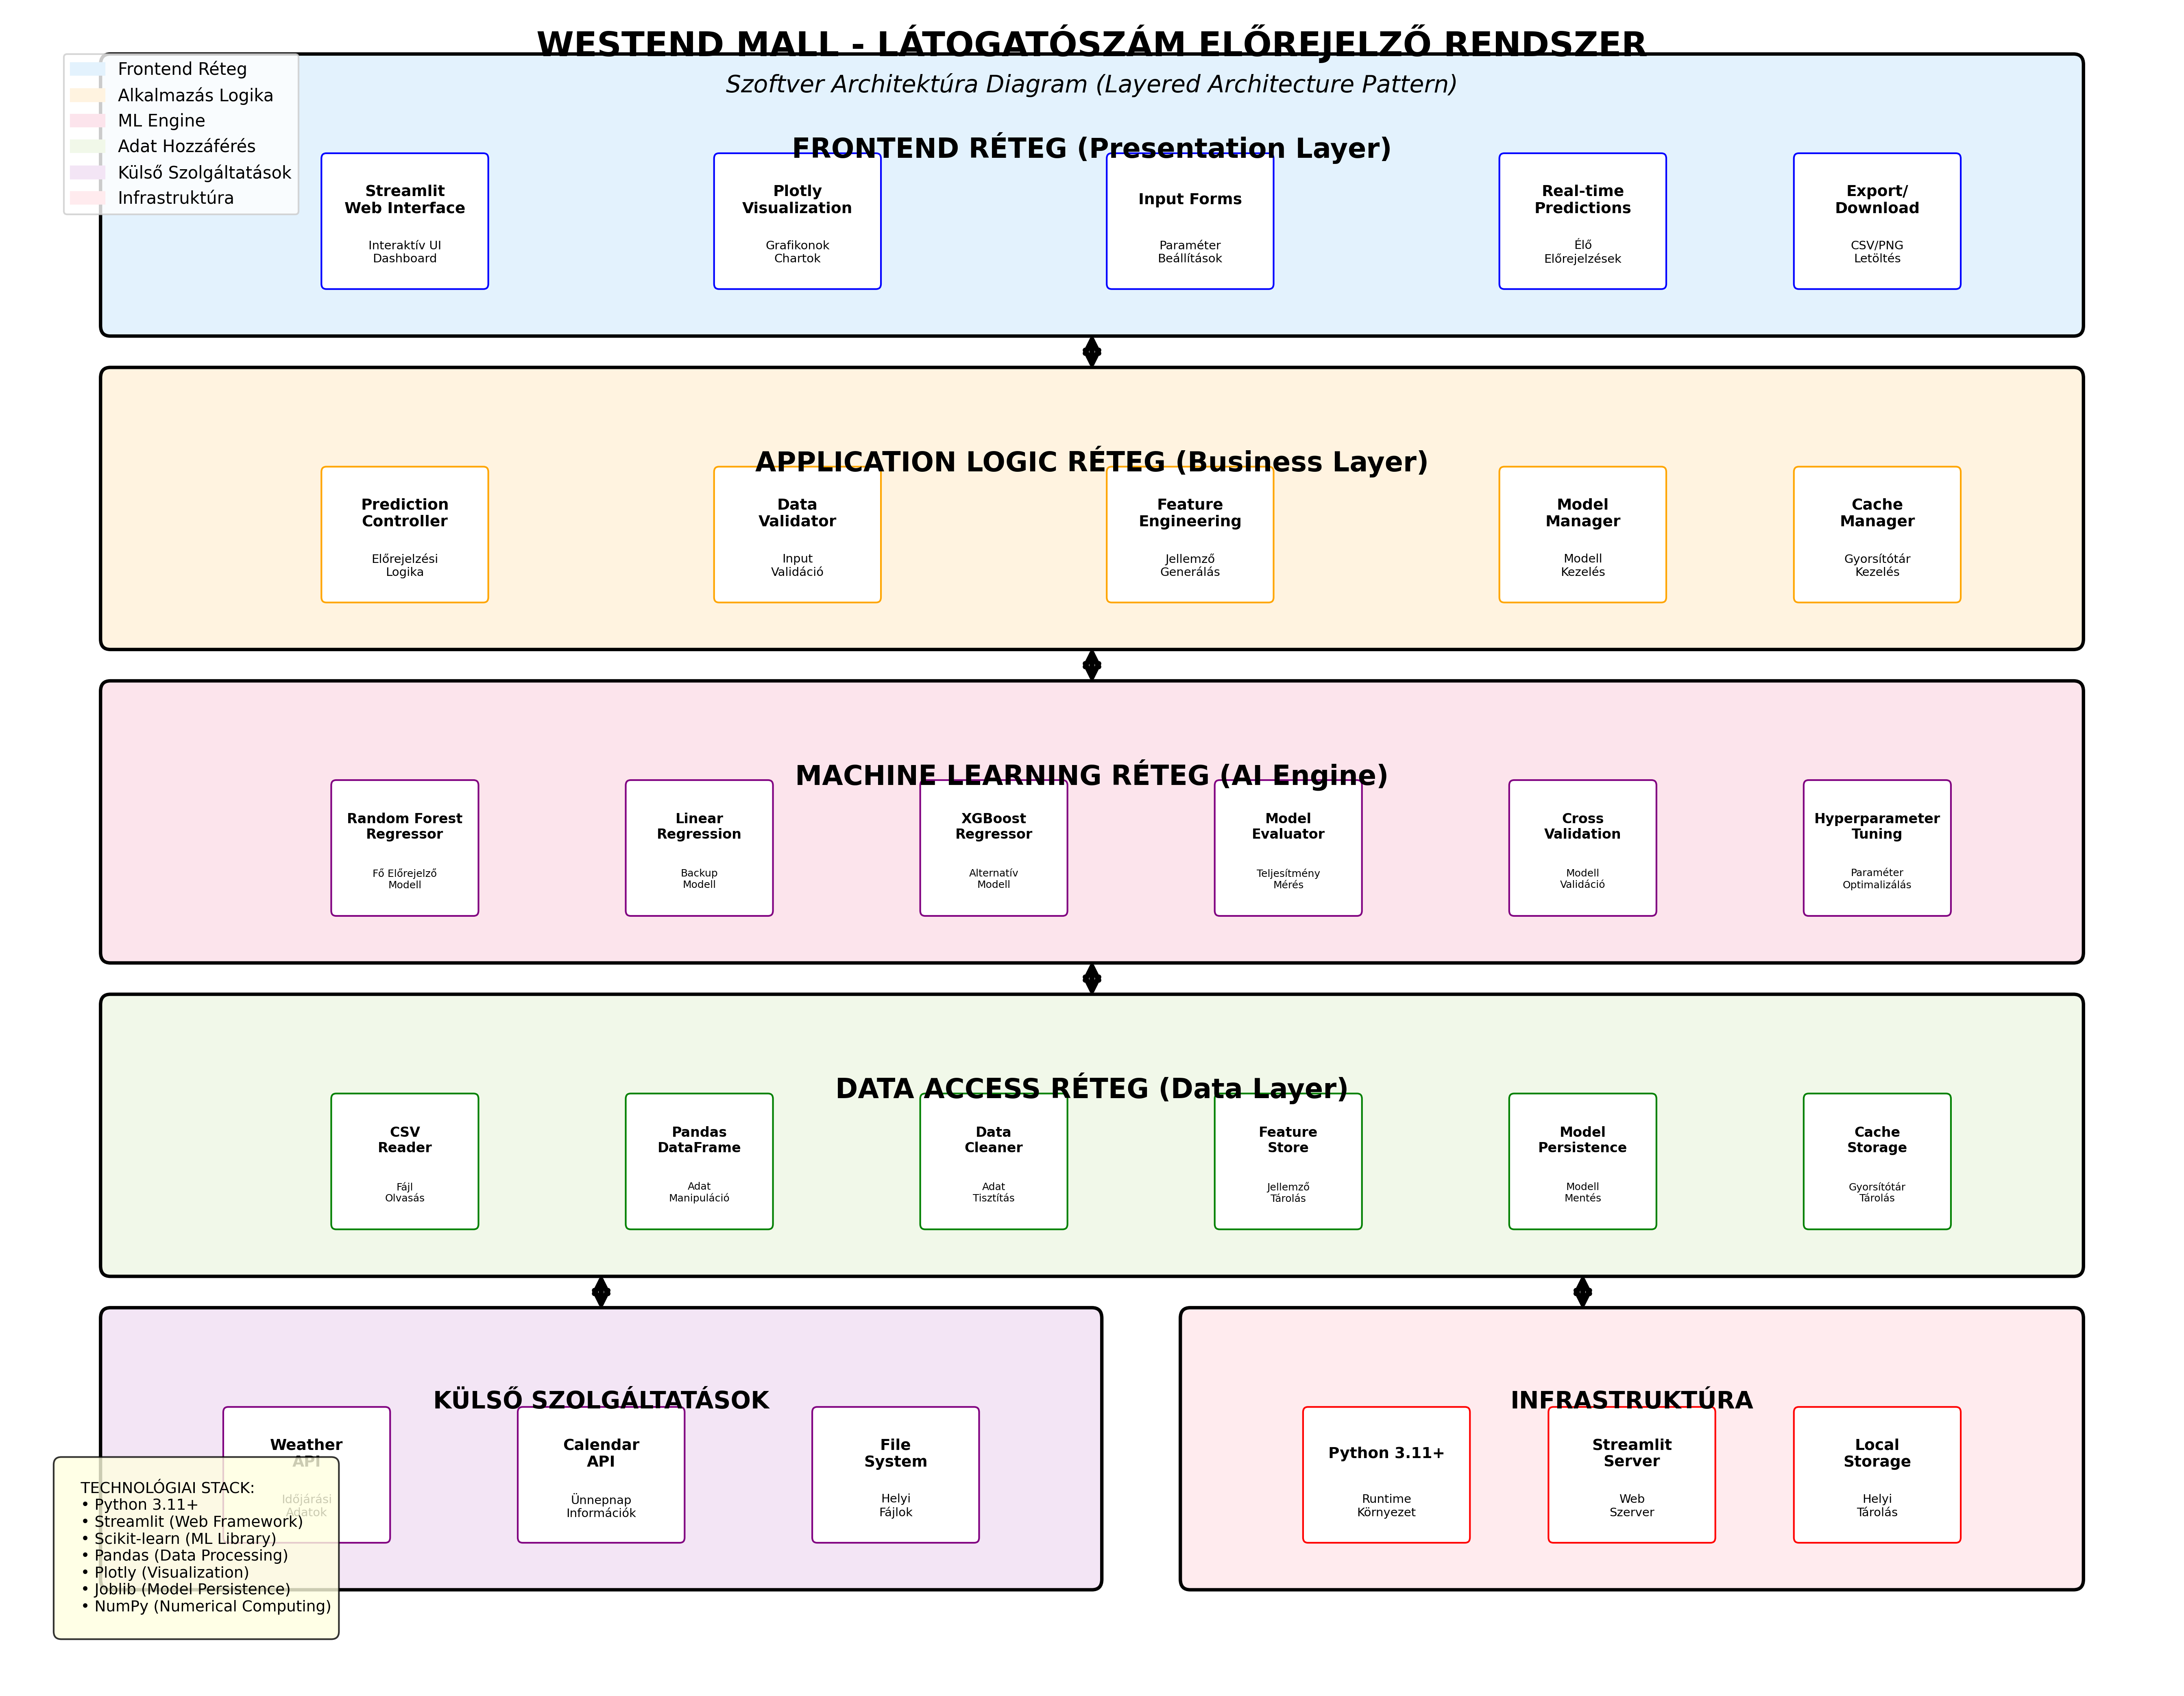 WESTEND MALL - LÁTOGATÓSZÁM ELŐREJELZŐ RENDSZER
Szoftver Architektúra Diagram (Layered Architecture Pattern)
Frontend Réteg
Alkalmazás Logika
ML Engine
Adat Hozzáférés
Külső Szolgáltatások
Infrastruktúra
FRONTEND RÉTEG (Presentation Layer)
Streamlit
Web Interface
Interaktív UI
Dashboard
Plotly
Visualization
Grafikonok
Chartok
Input Forms
Paraméter
Beállítások
Real-time
Predictions
Élő
Előrejelzések
Export/
Download
CSV/PNG
Letöltés
APPLICATION LOGIC RÉTEG (Business Layer)
Prediction
Controller
Előrejelzési
Logika
Data
Validator
Input
Validáció
Feature
Engineering
Jellemző
Generálás
Model
Manager
Modell
Kezelés
Cache
Manager
Gyorsítótár
Kezelés
MACHINE LEARNING RÉTEG (AI Engine)
Random Forest
Regressor
Fő Előrejelző
Modell
Linear
Regression
Backup
Modell
XGBoost
Regressor
Alternatív
Modell
Model
Evaluator
Teljesítmény
Mérés
Cross
Validation
Modell
Validáció
Hyperparameter
Tuning
Paraméter
Optimalizálás
DATA ACCESS RÉTEG (Data Layer)
CSV
Reader
Fájl
Olvasás
Pandas
DataFrame
Adat
Manipuláció
Data
Cleaner
Adat
Tisztítás
Feature
Store
Jellemző
Tárolás
Model
Persistence
Modell
Mentés
Cache
Storage
Gyorsítótár
Tárolás
KÜLSŐ SZOLGÁLTATÁSOK
Weather
API
Időjárási
Adatok
Calendar
API
Ünnepnap
Információk
File
System
Helyi
Fájlok
INFRASTRUKTÚRA
Python 3.11+
Runtime
Környezet
Streamlit
Server
Web
Szerver
Local
Storage
Helyi
Tárolás
TECHNOLÓGIAI STACK:
• Python 3.11+
• Streamlit (Web Framework)
• Scikit-learn (ML Library)
• Pandas (Data Processing)
• Plotly (Visualization)
• Joblib (Model Persistence)
• NumPy (Numerical Computing)